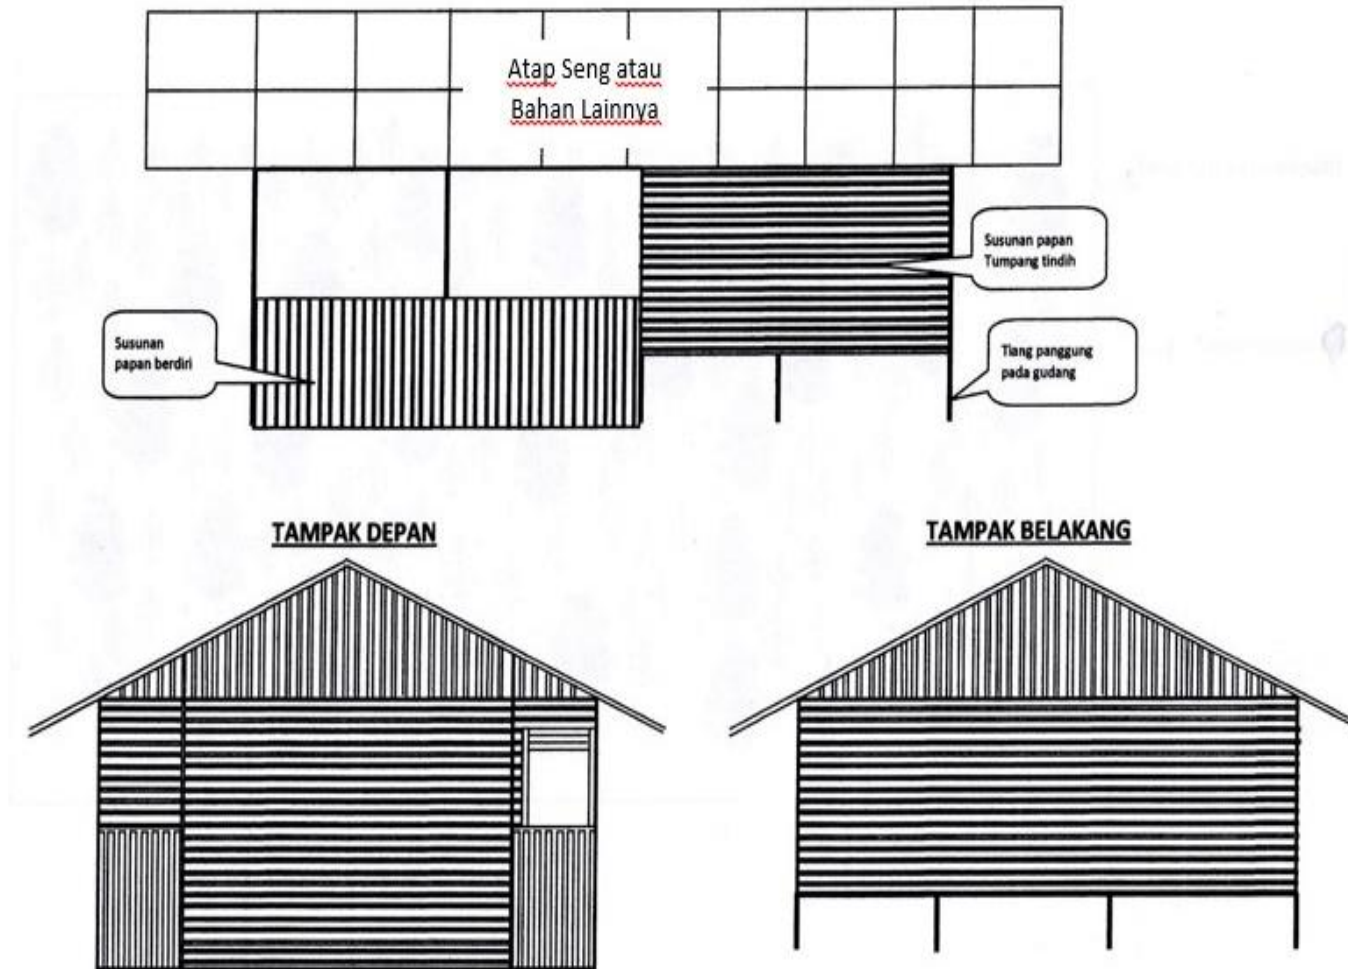 Atap Seng atau
Bahan Lainnya
Susunan papan
Tumpang tindih
Susunan
papan berdiri
Tiang panggung
pada gudang
TAMPAK DEPAN
TAMPAK BELAKANG